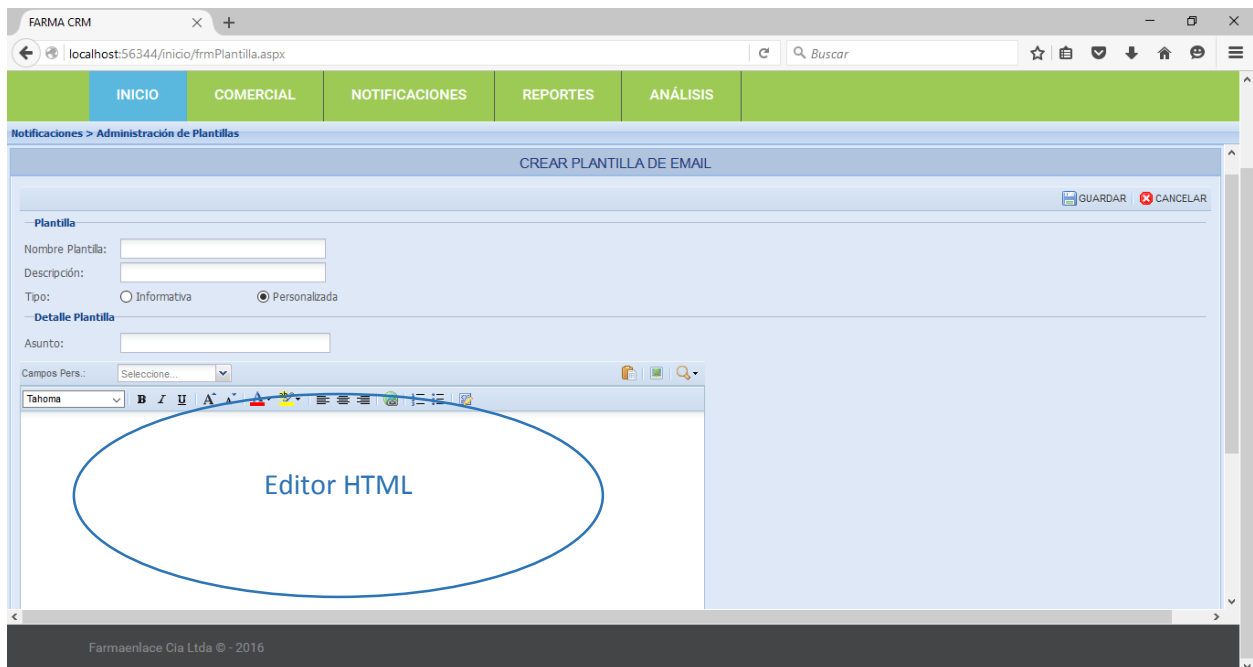 FARMA CRM
localhost:56344/inicio/frmPlantilla.aspx
Buscar
INICIO COMERCIAL NOTIFICACIONES REPORTES ANÁLISIS
Notificaciones > Administración de Plantillas
CREAR PLANTILLA DE EMAIL
GUARDAR CANCELAR
Plantilla
Nombre Plantilla:
Descripción:
Tipo: Informativa Personalizada
Detalle Plantilla
Asunto:
Campos Pers.: Seleccione...
Tahoma B I U A A A ab
Editor HTML
Farmaenlace Cia Ltda © - 2016